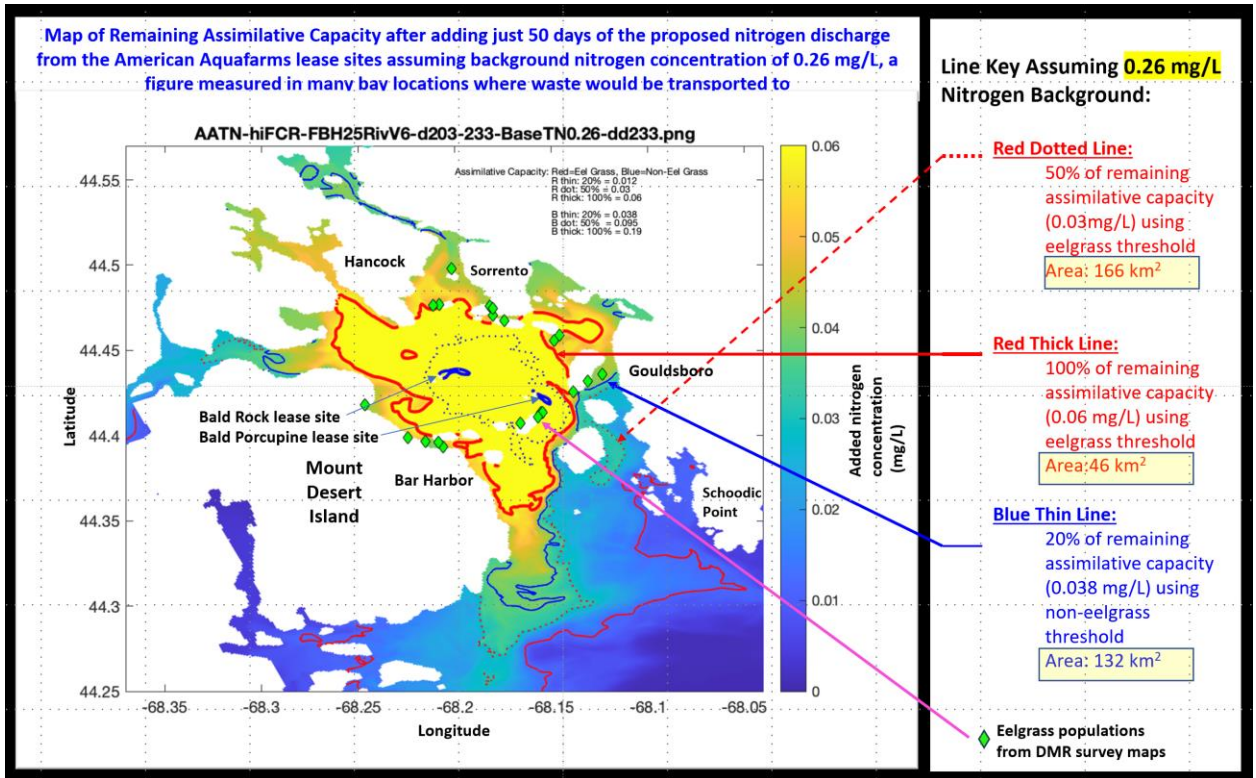 Map of Remaining Assimilative Capacity after adding just 50 days of the proposed nitrogen discharge
from the American Aquafarms lease sites assuming background nitrogen concentration of 0.26 mg/L, a
figure measured in many bay locations where waste would be transported to
AATN-hiFCR-FBH25RivV6-d203-233-BaseTN0.26-dd233.png
Assimilative Capacity: Red=Eel Grass, Blue=Non-Eel Grass
R thin: 20% = 0.012
R dot: 50% = 0.03
R thick: 100% = 0.06
B thin: 20% = 0.038
B dot: 50% = 0.095
B thick: 100% = 0.19
Hancock
Sorrento
Gouldsboro
Bald Rock lease site
Bald Porcupine lease site
Mount
Desert
Island
Bar Harbor
Schoodic
Point
Latitude
44.55
44.5
44.45
44.4
44.35
44.3
44.25
-68.35
-68.3
-68.25
-68.2
-68.15
-68.1
-68.05
Longitude
0.06
0.05
0.04
0.03
0.02
0.01
0
Added nitrogen
concentration
(mg/L)
Line Key Assuming 0.26 mg/L
Nitrogen Background:
Red Dotted Line:
50% of remaining
assimilative capacity
(0.03mg/L) using
eelgrass threshold
Area: 166 km²
Red Thick Line:
100% of remaining
assimilative capacity
(0.06 mg/L) using
eelgrass threshold
Area:46 km²
Blue Thin Line:
20% of remaining
assimilative capacity
(0.038 mg/L) using
non-eelgrass
threshold
Area: 132 km²
Eelgrass populations
from DMR survey maps